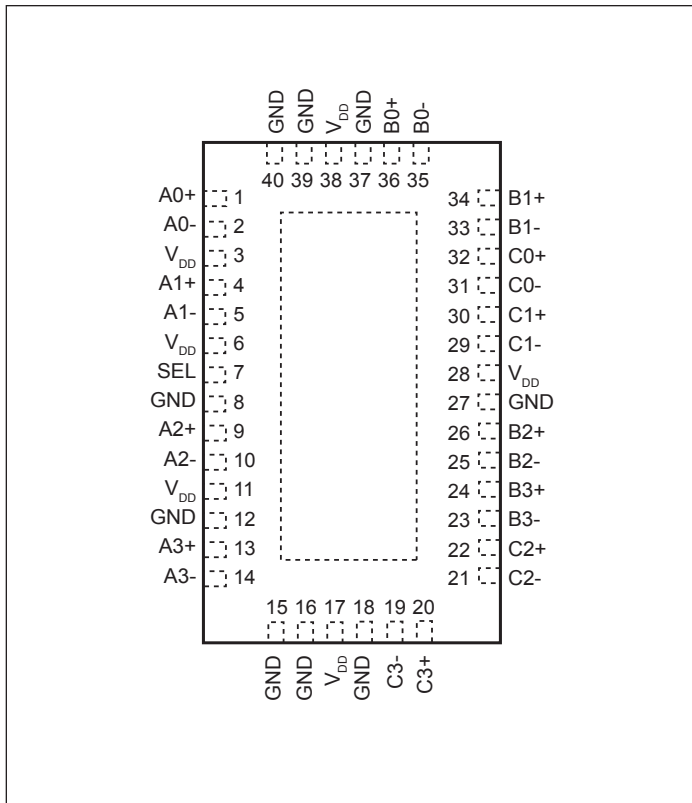 GND GND VDD GND B0+ B0-
40 39 38 37 36 35
A0+ 1 34 B1+
A0- 2 33 B1-
VDD 3 32 C0+
A1+ 4 31 C0-
A1- 5 30 C1+
VDD 6 29 C1-
SEL 7 28 VDD
GND 8 27 GND
A2+ 9 26 B2+
A2- 10 25 B2-
VDD 11 24 B3+
GND 12 23 B3-
A3+ 13 22 C2+
A3- 14 21 C2-
15 16 17 18 19 20
GND GND VDD GND C3- C3+